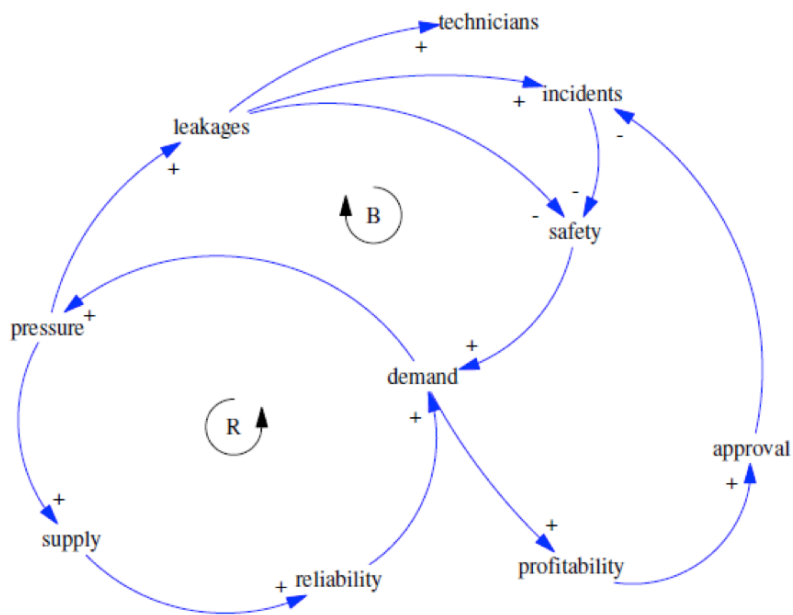 technicians
+
incidents
+
leakages
+
-
-
-
safety
B
pressure
+
+
demand
+
R
approval
+
+
supply
+
profitability
+
reliability